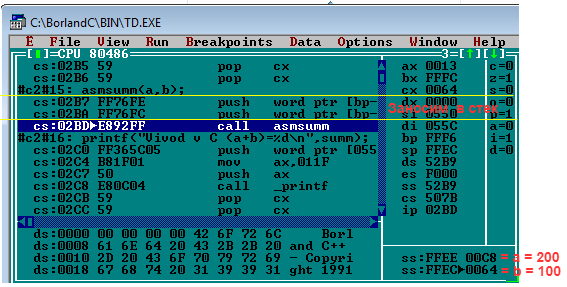 C:\BorlandC\BIN\TD.EXE
E File View Run Breakpoints Data Options Window Help
CPU 80486 3
cs:02B5 59 pop cx ax 0013 c=0
cs:02B6 59 pop cx bx FFFC z=1
#c2#15: asmsumm(a,b); cx 0064 s=0
cs:02B7 FF76FE push word ptr [bp- dx 0000
cs:02BA FF76FC push word ptr [bp-
cs:02BD►E892FF call asmsumm di 055C a=0
#c2#16: printf("Uivod v G (a+b)=%d\n",summ); bp FFF6 i=1
cs:02C0 FF365C05 push word ptr [055 sp FFEC d=0
cs:02C4 B81F01 mov ax,011F ds 52B9
cs:02C7 50 push ax es F000
cs:02C8 E80C04 call _printf ss 52B9
cs:02CB 59 pop cx cs 507B
cs:02CC 59 pop cx ip 02BD
ds:0000 00 00 00 00 42 6F 72 6C Borl
ds:0008 61 6E 64 20 43 2B 2B 20 and C++
ds:0010 2D 20 43 6F 70 79 72 69 - Copyri ss:FFEE 00C8 = a = 200
ds:0018 67 68 74 20 31 39 39 31 ght 1991 ss:FFEC►0064 = b = 100